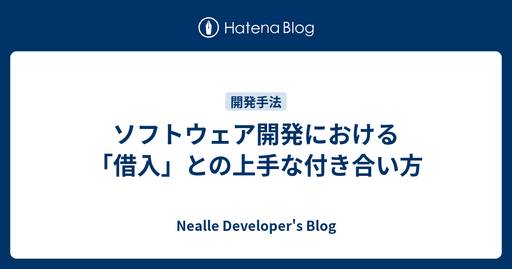 Hatena Blog
開発手法
ソフトウェア開発における
「借入」との上手な付き合い方
Nealle Developer's Blog